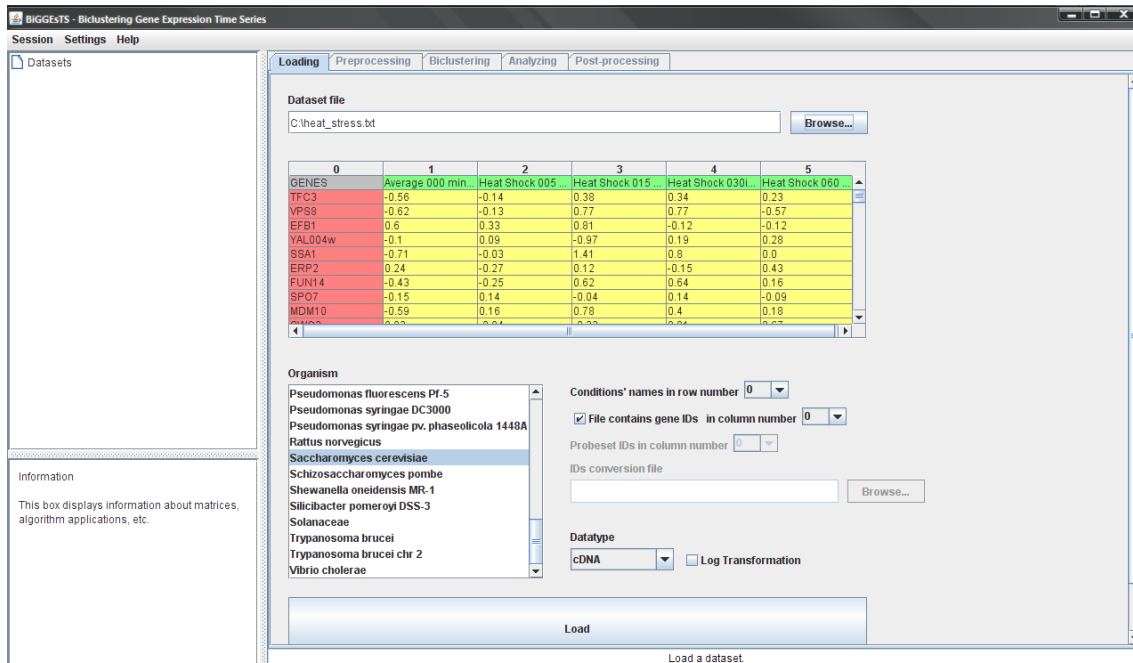 BiGGEsTS - Biclustering Gene Expression Time Series
Session Settings Help
Datasets
Loading Preprocessing Biclustering Analyzing Post-processing
Dataset file
C:\heat_stress.txt Browse...
0 1 2 3 4 5
GENES Average 000 min... Heat Shock 005 ... Heat Shock 015 ... Heat Shock 030i... Heat Shock 060 ...
TFC3 -0.56 -0.14 0.38 0.34 0.23
VPS8 -0.62 -0.13 0.77 0.77 -0.57
EFB1 0.6 0.33 0.81 -0.12 -0.12
YAL004w -0.1 0.09 -0.97 0.19 0.28
SSA1 -0.71 -0.03 1.41 0.8 0.0
ERP2 0.24 -0.27 0.12 -0.15 0.43
FUN14 -0.43 -0.25 0.62 0.64 0.16
SPO7 -0.15 0.14 -0.04 0.14 -0.09
MDM10 -0.59 0.16 0.78 0.4 0.18
Organism
Pseudomonas fluorescens Pf-5
Pseudomonas syringae DC3000
Pseudomonas syringae pv. phaseolicola 1448A
Rattus norvegicus
Saccharomyces cerevisiae
Schizosaccharomyces pombe
Shewanella oneidensis MR-1
Silicibacter pomeroyi DSS-3
Solanaceae
Trypanosoma brucei
Trypanosoma brucei chr 2
Vibrio cholerae
Conditions' names in row number 0
File contains gene IDs in column number 0
Probeset IDs in column number 0
IDs conversion file
Browse...
Datatype
cDNA Log Transformation
Load
Information
This box displays information about matrices,
algorithm applications, etc.
Load a dataset.